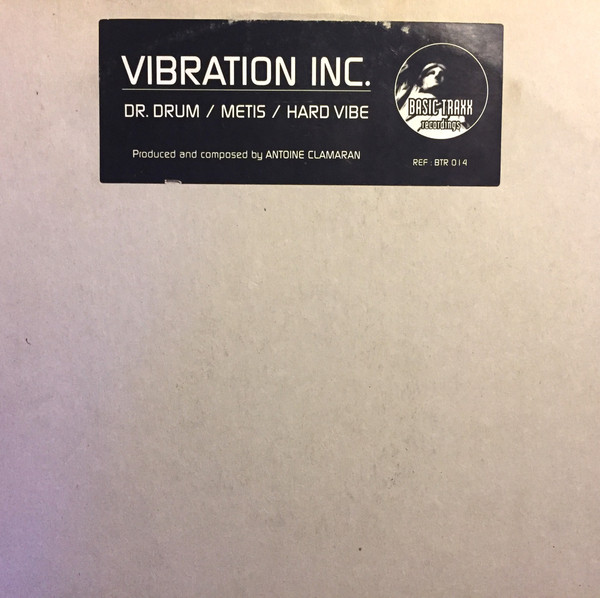 VIBRATION INC.
DR. DRUM / METIS / HARD VIBE
Produced and composed by ANTOINE CLAMARAN
BASIC TRAXX
recordings
REF : BTR 014